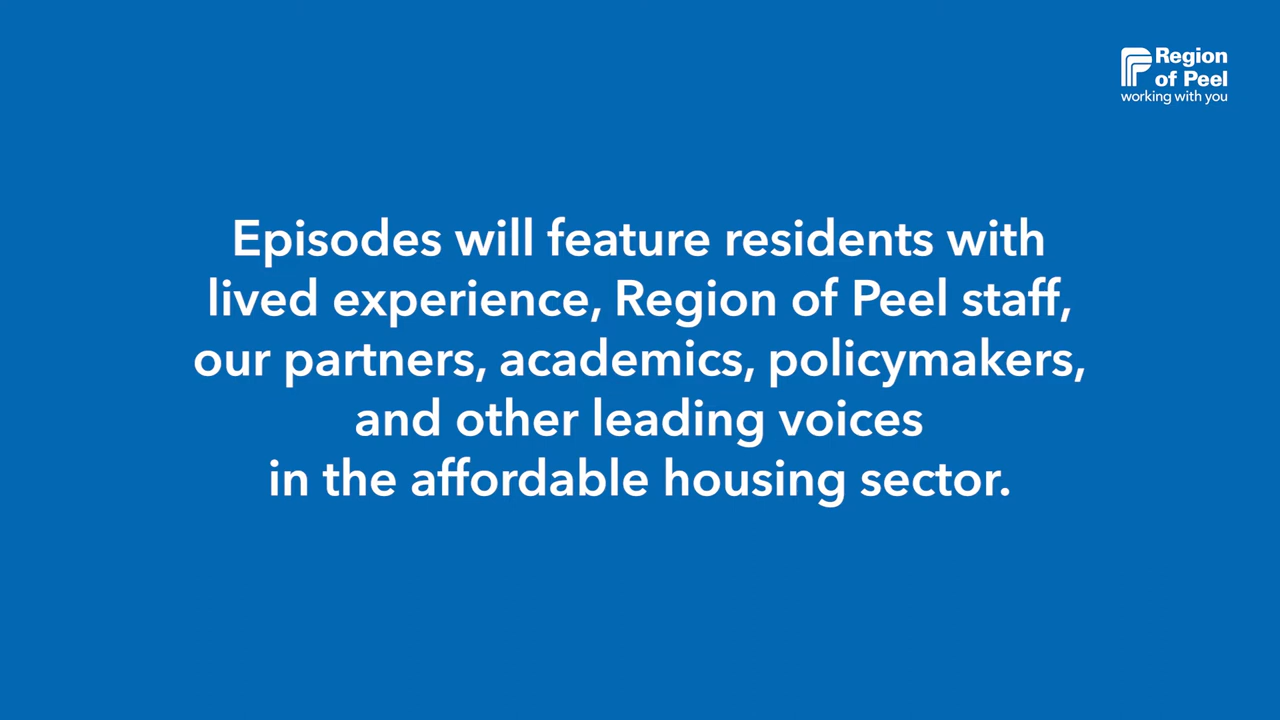 Region
of Peel
working with you
Episodes will feature residents with
lived experience, Region of Peel staff,
our partners, academics, policymakers,
and other leading voices
in the affordable housing sector.